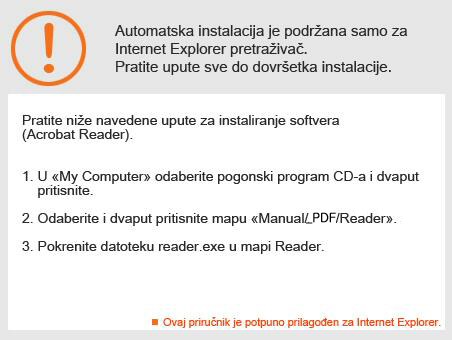 Automatska instalacija je podržana samo za
Internet Explorer pretraživač.
Pratite upute sve do dovršetka instalacije.
Pratite niže navedene upute za instaliranje softvera
(Acrobat Reader).
1. U «My Computer» odaberite pogonski program CD-a i dvaput
pritisnite.
2. Odaberite i dvaput pritisnite mapu «Manual/_PDF/Reader».
3. Pokrenite datoteku reader.exe u mapi Reader.
Ovaj priručnik je potpuno prilagođen za Internet Explorer.